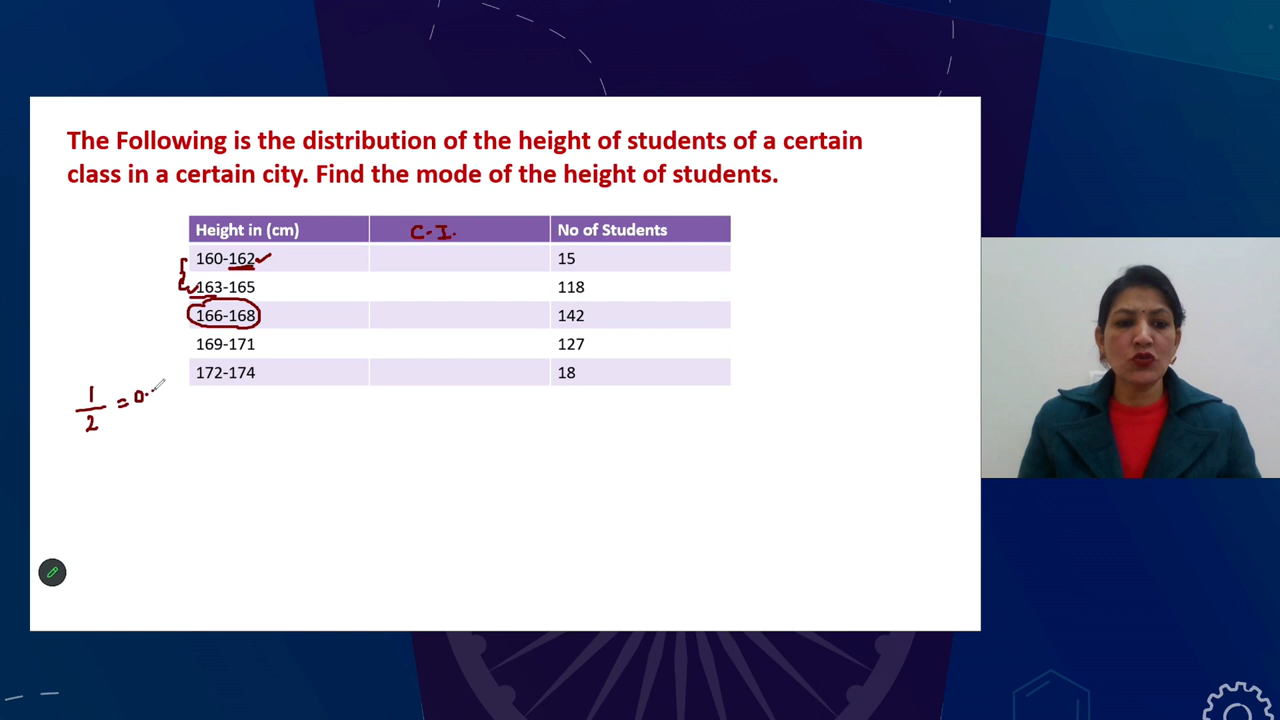 The Following is the distribution of the height of students of a certain
class in a certain city. Find the mode of the height of students.
Height in (cm) C.I. No of Students
160-162 15
163-165 118
166-168 142
169-171 127
172-174 18
1/2 = 0.